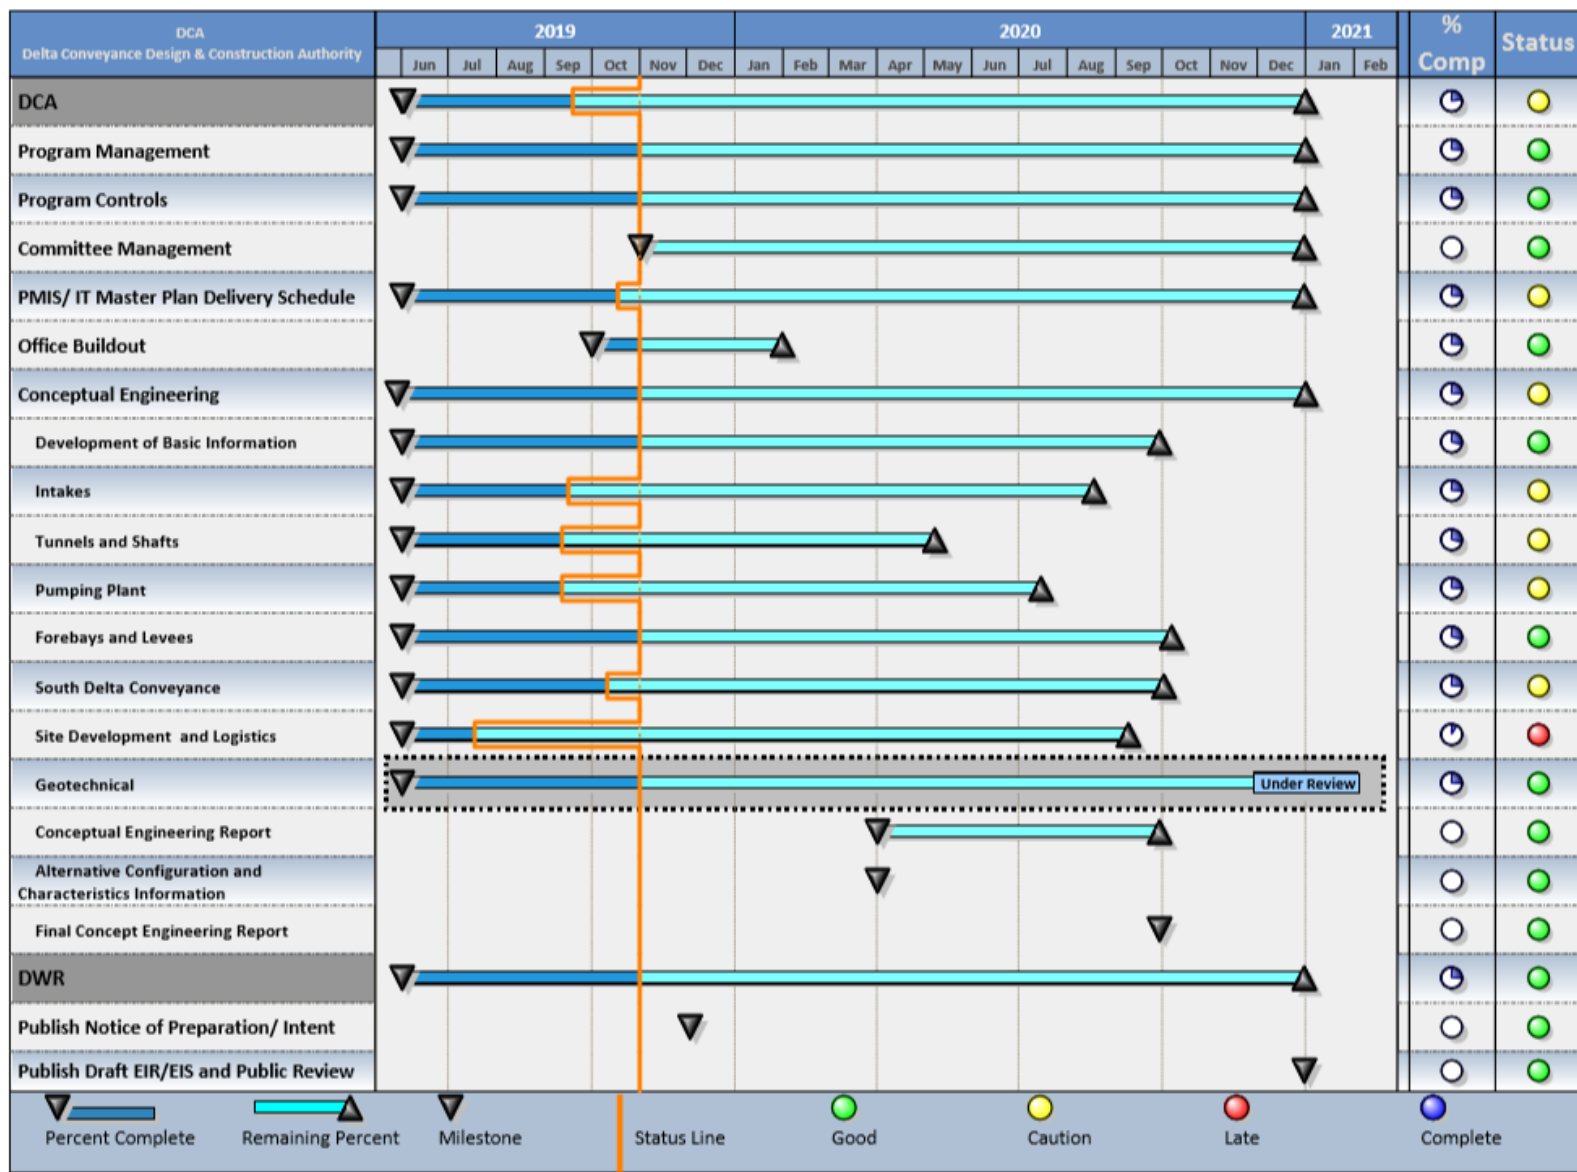 DCA
Delta Conveyance Design & Construction Authority
2019
2020
2021
%
Comp
Status
Jun Jul Aug Sep Oct Nov Dec Jan Feb Mar Apr May Jun Jul Aug Sep Oct Nov Dec Jan Feb
DCA
Program Management
Program Controls
Committee Management
PMIS/ IT Master Plan Delivery Schedule
Office Buildout
Conceptual Engineering
Development of Basic Information
Intakes
Tunnels and Shafts
Pumping Plant
Forebays and Levees
South Delta Conveyance
Site Development and Logistics
Geotechnical
Under Review
Conceptual Engineering Report
Alternative Configuration and
Characteristics Information
Final Concept Engineering Report
DWR
Publish Notice of Preparation/ Intent
Publish Draft EIR/EIS and Public Review
Percent Complete
Remaining Percent
Milestone
Status Line
Good
Caution
Late
Complete